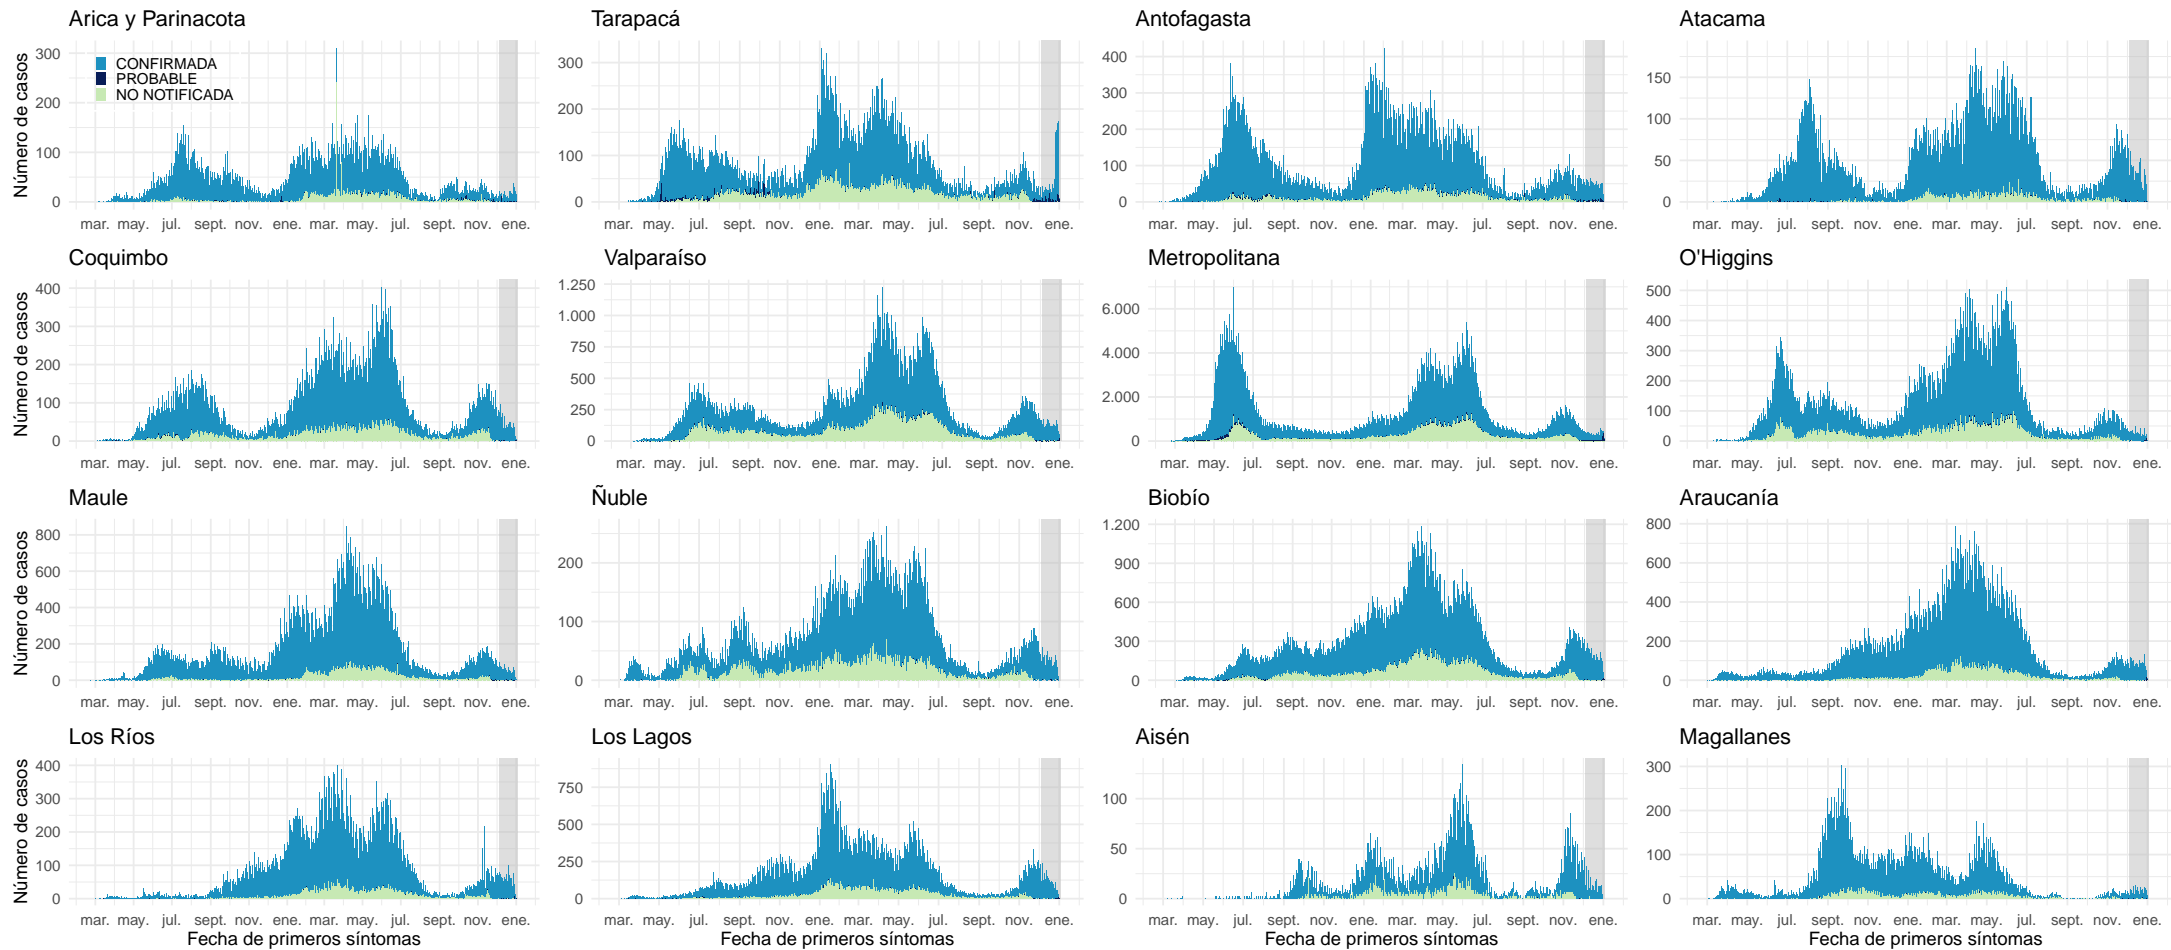 Arica y Parinacota
Tarapacá
Antofagasta
Atacama
Número de casos
300
200
100
0
CONFIRMADA
PROBABLE
NO NOTIFICADA
300
200
100
0
400
300
200
100
0
150
100
50
0
mar. may. jul. sept. nov. ene. mar. may. jul. sept. nov. ene.
mar. may. jul. sept. nov. ene. mar. may. jul. sept. nov. ene.
mar. may. jul. sept. nov. ene. mar. may. jul. sept. nov. ene.
mar. may. jul. sept. nov. ene. mar. may. jul. sept. nov. ene.
Coquimbo
Valparaíso
Metropolitana
O'Higgins
Número de casos
400
300
200
100
0
1.250
1.000
750
500
250
0
6.000
4.000
2.000
0
500
400
300
200
100
0
mar. may. jul. sept. nov. ene. mar. may. jul. sept. nov. ene.
mar. may. jul. sept. nov. ene. mar. may. jul. sept. nov. ene.
mar. may. jul. sept. nov. ene. mar. may. jul. sept. nov. ene.
mar. may. jul. sept. nov. ene. mar. may. jul. sept. nov. ene.
Maule
Ñuble
Biobío
Araucanía
Número de casos
800
600
400
200
0
200
100
0
1.200
900
600
300
0
800
600
400
200
0
mar. may. jul. sept. nov. ene. mar. may. jul. sept. nov. ene.
mar. may. jul. sept. nov. ene. mar. may. jul. sept. nov. ene.
mar. may. jul. sept. nov. ene. mar. may. jul. sept. nov. ene.
mar. may. jul. sept. nov. ene. mar. may. jul. sept. nov. ene.
Los Ríos
Los Lagos
Aisén
Magallanes
Número de casos
400
300
200
100
0
750
500
250
0
100
50
0
300
200
100
0
mar. may. jul. sept. nov. ene. mar. may. jul. sept. nov. ene.
mar. may. jul. sept. nov. ene. mar. may. jul. sept. nov. ene.
mar. may. jul. sept. nov. ene. mar. may. jul. sept. nov. ene.
mar. may. jul. sept. nov. ene. mar. may. jul. sept. nov. ene.
Fecha de primeros síntomas
Fecha de primeros síntomas
Fecha de primeros síntomas
Fecha de primeros síntomas